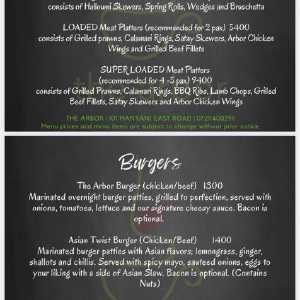 consists of Halloumi Skewers, Spring Rolls, Wedges and Bruschetta
LOADED Meat Platters
(recommended for 2 pax) 5400
consists of Grilled prawns, Calamari Rings, Satay Skewers, Arbor Chicken
Wings and Grilled Beef Fillets
SUPER LOADED Meat Platters
(recommended for 4 -5 pax) 9400
consists of Grilled Prawns, Calamari Rings, BBQ Ribs, Lamb Chops, Grilled
Beef Fillets, Satay Skewers and Arbor Chicken Wings
THE ARBOR | 101 MANYANI EAST ROAD | 0729400291
Menu prices and menu items are subject to change without prior notice
Burgers
The Arbor Burger (chicken/beef) 1300
Marinated overnight burger patties, grilled to perfection, served with
onions, tomatoes, lettuce and our signature cheesy sauce. Bacon is
optional.
Asian Twist Burger (Chicken/Beef) 1400
Marinated burger patties with Asian flavors; lemongrass, ginger,
shallots and chillis. Served with spicy mayo, sauteed onions, eggs to
your liking with a side of Asian Slaw. Bacon is optional. (Contains
Nuts)